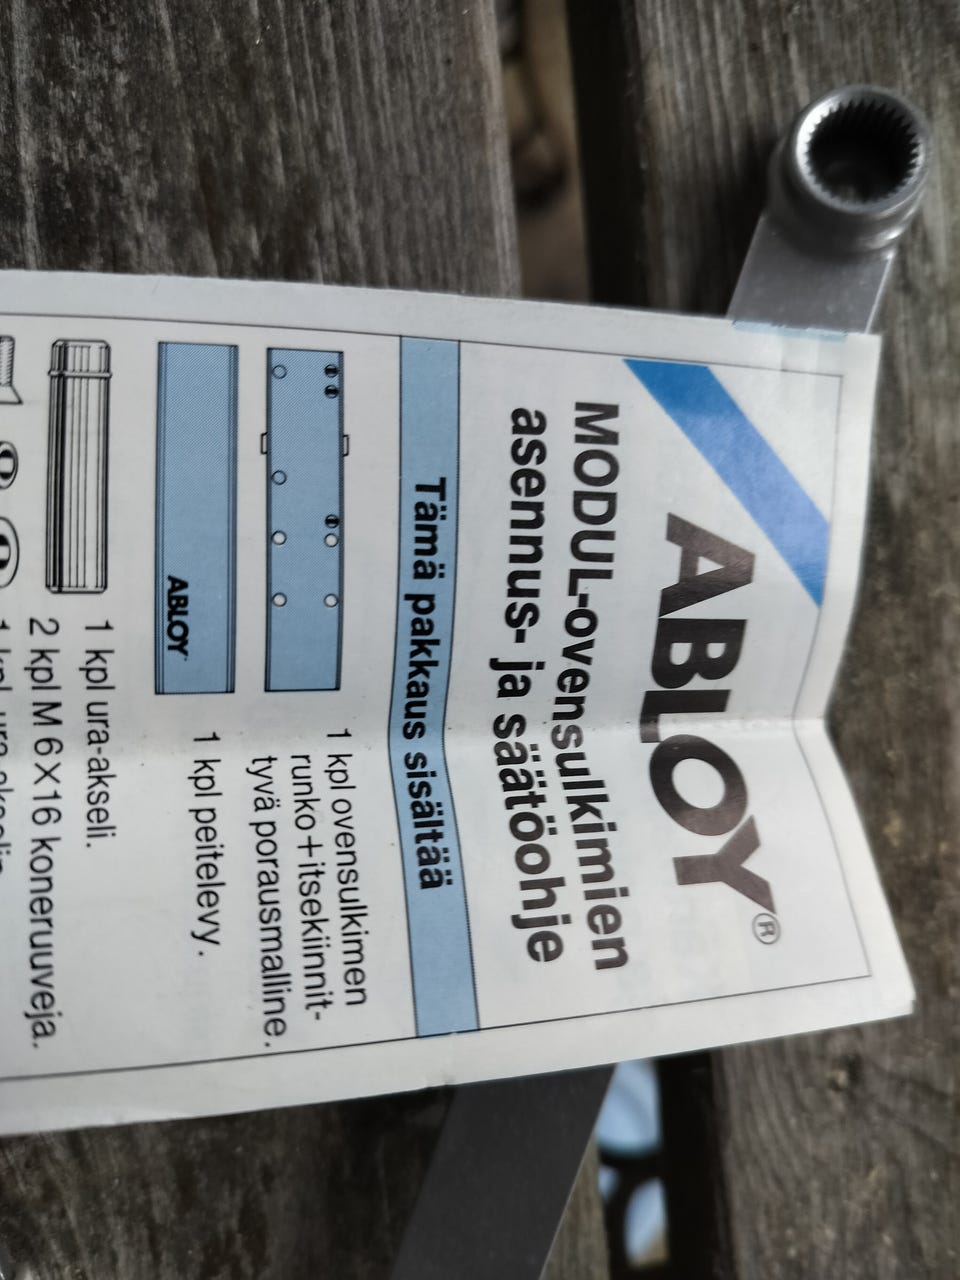 ABLOY®
MODUL-ovensulkimien
asennus- ja säätöohje
Tämä pakkaus sisältää
1 kpl ovensulkimen
runko+itsekiinnit-
tyvä porausmalline.
ABLOY
1 kpl peitelevy.
1 kpl ura-akseli.
2 kpl M 6 X 16 koneruuveja.